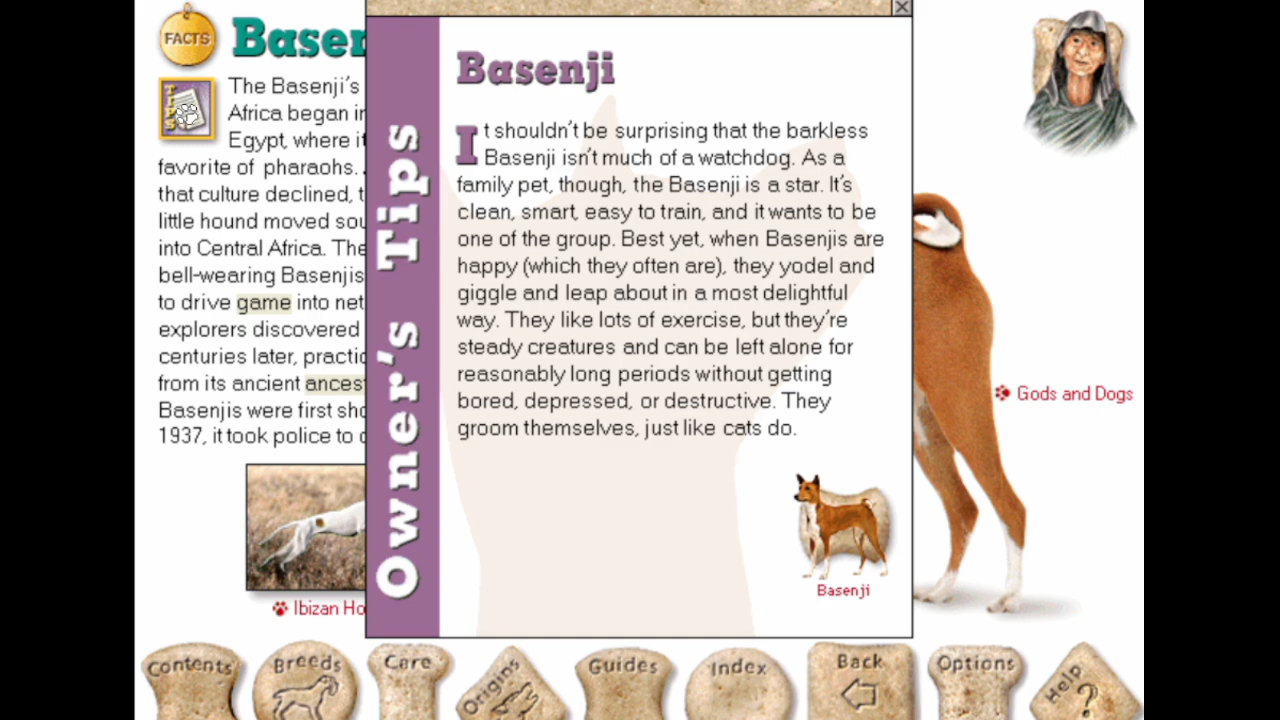 FACTS
Basen
TIPS
The Basenji's
Africa began in
Egypt, where it
favorite of pharaohs.
that culture declined, t
little hound moved sou
into Central Africa. The
bell-wearing Basenjis
to drive game into net
explorers discovered
centuries later, practic
from its ancient ancest
Basenjis were first sho
1937, it took police to
Ibizan Ho
Owner's Tips
Basenji
It shouldn't be surprising that the barkless
Basenji isn't much of a watchdog. As a
family pet, though, the Basenji is a star. It's
clean, smart, easy to train, and it wants to be
one of the group. Best yet, when Basenjis are
happy (which they often are), they yodel and
giggle and leap about in a most delightful
way. They like lots of exercise, but they're
steady creatures and can be left alone for
reasonably long periods without getting
bored, depressed, or destructive. They
groom themselves, just like cats do.
Basenji
Gods and Dogs
Contents
Breeds
Care
Origins
Guides
Index
Back
Options
Help
?